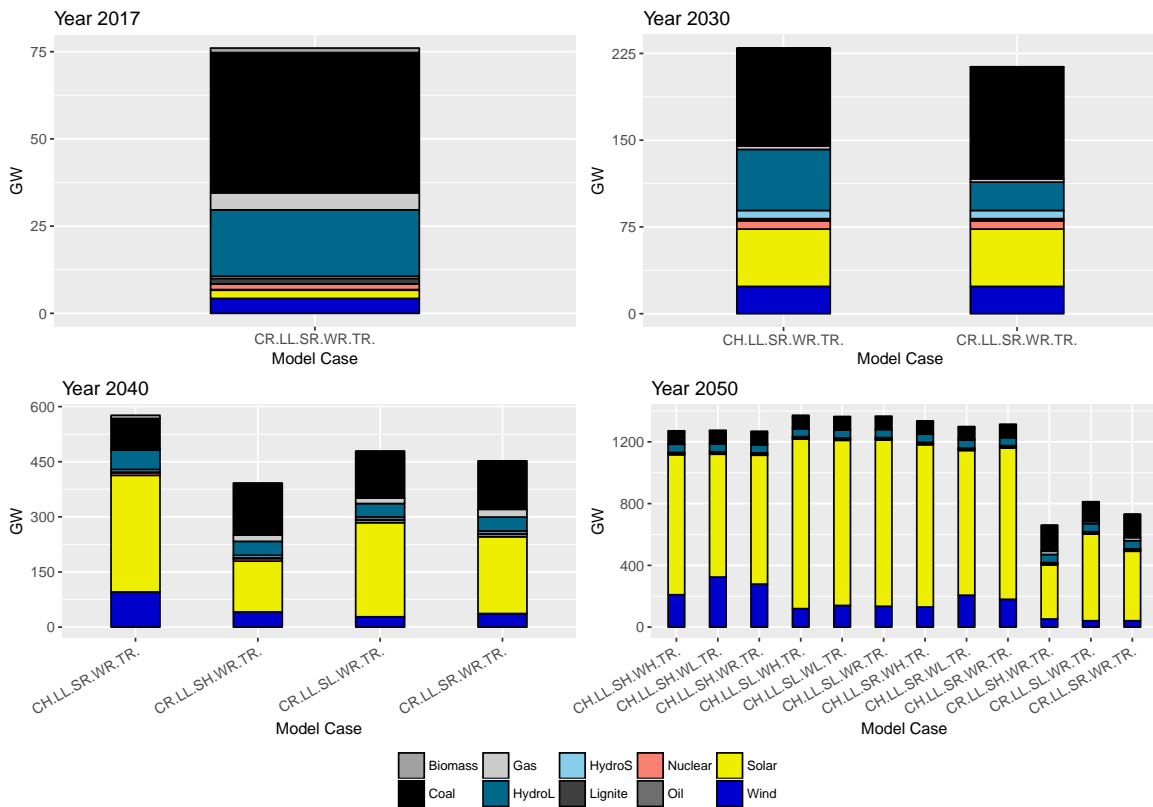 Year 2017
75
50
25
0
GW
CR.LL.SR.WR.TR.
Model Case
Year 2030
225
150
75
0
GW
CH.LL.SR.WR.TR.
CR.LL.SR.WR.TR.
Model Case
Year 2040
600
450
300
150
0
GW
CH.LL.SR.WR.TR.
CR.LL.SH.WR.TR.
CR.LL.SL.WR.TR.
CR.LL.SR.WR.TR.
Model Case
Year 2050
1200
800
400
0
GW
CH.LL.SH.WH.TR.
CH.LL.SH.WL.TR.
CH.LL.SH.WR.TR.
CH.LL.SL.WH.TR.
CH.LL.SL.WL.TR.
CH.LL.SL.WR.TR.
CH.LL.SR.WH.TR.
CH.LL.SR.WL.TR.
CH.LL.SR.WR.TR.
CR.LL.SH.WR.TR.
CR.LL.SL.WR.TR.
CR.LL.SR.WR.TR.
Model Case
Biomass Gas HydroS Nuclear Solar
Coal HydroL Lignite Oil Wind